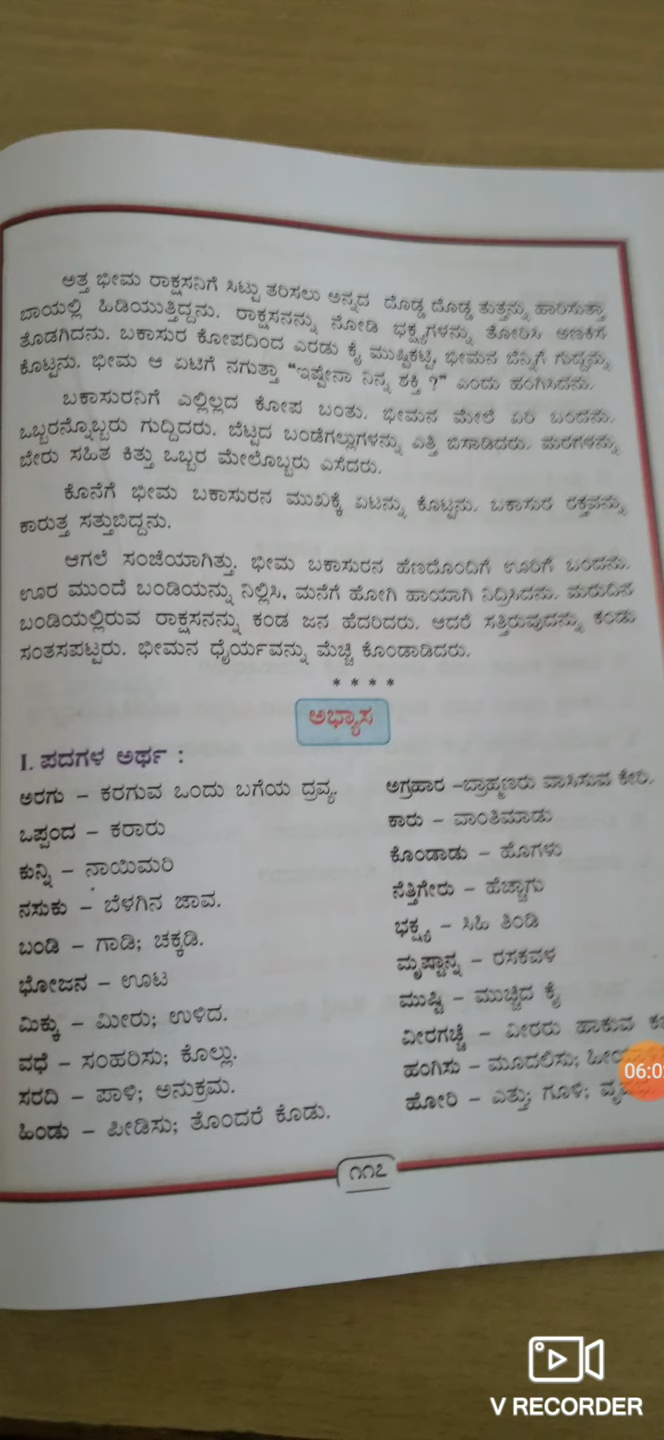 ಅತ್ತ ಭೀಮ ರಾಕ್ಷಸನಿಗೆ ಸಿಟ್ಟು ತರಿಸಲು ಅನ್ನದ ದೊಡ್ಡ ದೊಡ್ಡ ತುತ್ತನ್ನು ಹಾರಿಸುತ್ತಾ
ಬಾಯಲ್ಲಿ ಹಿಡಿಯುತ್ತಿದ್ದನು. ರಾಕ್ಷಸನನ್ನು ನೋಡಿ ಭಕ್ಷ್ಯಗಳನ್ನು ತೋರಿಸಿ ಅಣಕಿಸ
ತೊಡಗಿದನು. ಬಕಾಸುರ ಕೋಪದಿಂದ ಎರಡು ಕೈ ಮುಷ್ಟಿಕಟ್ಟಿ, ಭೀಮನ ಬೆನ್ನಿಗೆ ಗುದ್ದನ್ನು
ಕೊಟ್ಟನು. ಭೀಮ ಆ ಏಟಿಗೆ ನಗುತ್ತಾ "ಇಷ್ಟೇನಾ ನಿನ್ನ ಶಕ್ತಿ ?" ಎಂದು ಹಂಗಿಸಿದನು.
ಬಕಾಸುರನಿಗೆ ಎಲ್ಲಿಲ್ಲದ ಕೋಪ ಬಂತು. ಭೀಮನ ಮೇಲೆ ಏರಿ ಬಂದನು.
ಒಬ್ಬರನ್ನೊಬ್ಬರು ಗುದ್ದಿದರು. ಬೆಟ್ಟದ ಬಂಡೆಗಲ್ಲುಗಳನ್ನು ಎತ್ತಿ ಬಿಸಾಡಿದರು. ಮರಗಳನ್ನು
ಬೇರು ಸಹಿತ ಕಿತ್ತು ಒಬ್ಬರ ಮೇಲೊಬ್ಬರು ಎಸೆದರು.
ಕೊನೆಗೆ ಭೀಮ ಬಕಾಸುರನ ಮುಖಕ್ಕೆ ಏಟನ್ನು ಕೊಟ್ಟನು. ಬಕಾಸುರ ರಕ್ತವನ್ನು
ಕಾರುತ್ತ ಸತ್ತುಬಿದ್ದನು.
ಆಗಲೆ ಸಂಜೆಯಾಗಿತ್ತು. ಭೀಮ ಬಕಾಸುರನ ಹೆಣದೊಂದಿಗೆ ಊರಿಗೆ ಬಂದನು.
ಊರ ಮುಂದೆ ಬಂಡಿಯನ್ನು ನಿಲ್ಲಿಸಿ, ಮನೆಗೆ ಹೋಗಿ ಹಾಯಾಗಿ ನಿದ್ರಿಸಿದನು. ಮರುದಿನ
ಬಂಡಿಯಲ್ಲಿರುವ ರಾಕ್ಷಸನನ್ನು ಕಂಡ ಜನ ಹೆದರಿದರು. ಆದರೆ ಸತ್ತಿರುವುದನ್ನು ಕಂಡು
ಸಂತಸಪಟ್ಟರು. ಭೀಮನ ಧೈರ್ಯವನ್ನು ಮೆಚ್ಚಿ ಕೊಂಡಾಡಿದರು.
* * * *
ಅಭ್ಯಾಸ
I. ಪದಗಳ ಅರ್ಥ :
ಅರಗು – ಕರಗುವ ಒಂದು ಬಗೆಯ ದ್ರವ್ಯ.
ಒಪ್ಪಂದ – ಕರಾರು
ಕುನ್ನಿ – ನಾಯಿಮರಿ
ನಸುಕು – ಬೆಳಗಿನ ಜಾವ.
ಬಂಡಿ – ಗಾಡಿ; ಚಕ್ಕಡಿ.
ಭೋಜನ – ಊಟ
ಮಿಕ್ಕು – ಮೀರು; ಉಳಿದ.
ವಧೆ – ಸಂಹರಿಸು; ಕೊಲ್ಲು.
ಸರದಿ – ಪಾಳಿ; ಅನುಕ್ರಮ.
ಹಿಂಡು – ಪೀಡಿಸು; ತೊಂದರೆ ಕೊಡು.
ಅಗ್ರಹಾರ –ಬ್ರಾಹ್ಮಣರು ವಾಸಿಸುವ ಕೇರಿ.
ಕಾರು – ವಾಂತಿಮಾಡು
ಕೊಂಡಾಡು – ಹೊಗಳು
ನೆತ್ತಿಗೇರು – ಹೆಚ್ಚಾಗು
ಭಕ್ಷ್ಯ – ಸಿಹಿ ತಿಂಡಿ
ಮೃಷ್ಟಾನ್ನ – ರಸಕವಳ
ಮುಷ್ಟಿ – ಮುಚ್ಚಿದ ಕೈ
ವೀರಗಚ್ಚೆ – ವೀರರು ಹಾಕುವ
ಹಂಗಿಸು – ಮೂದಲಿಸು;
ಹೋರಿ – ಎತ್ತು; ಗೂಳಿ;
೧೧೭
06:0
V RECORDER